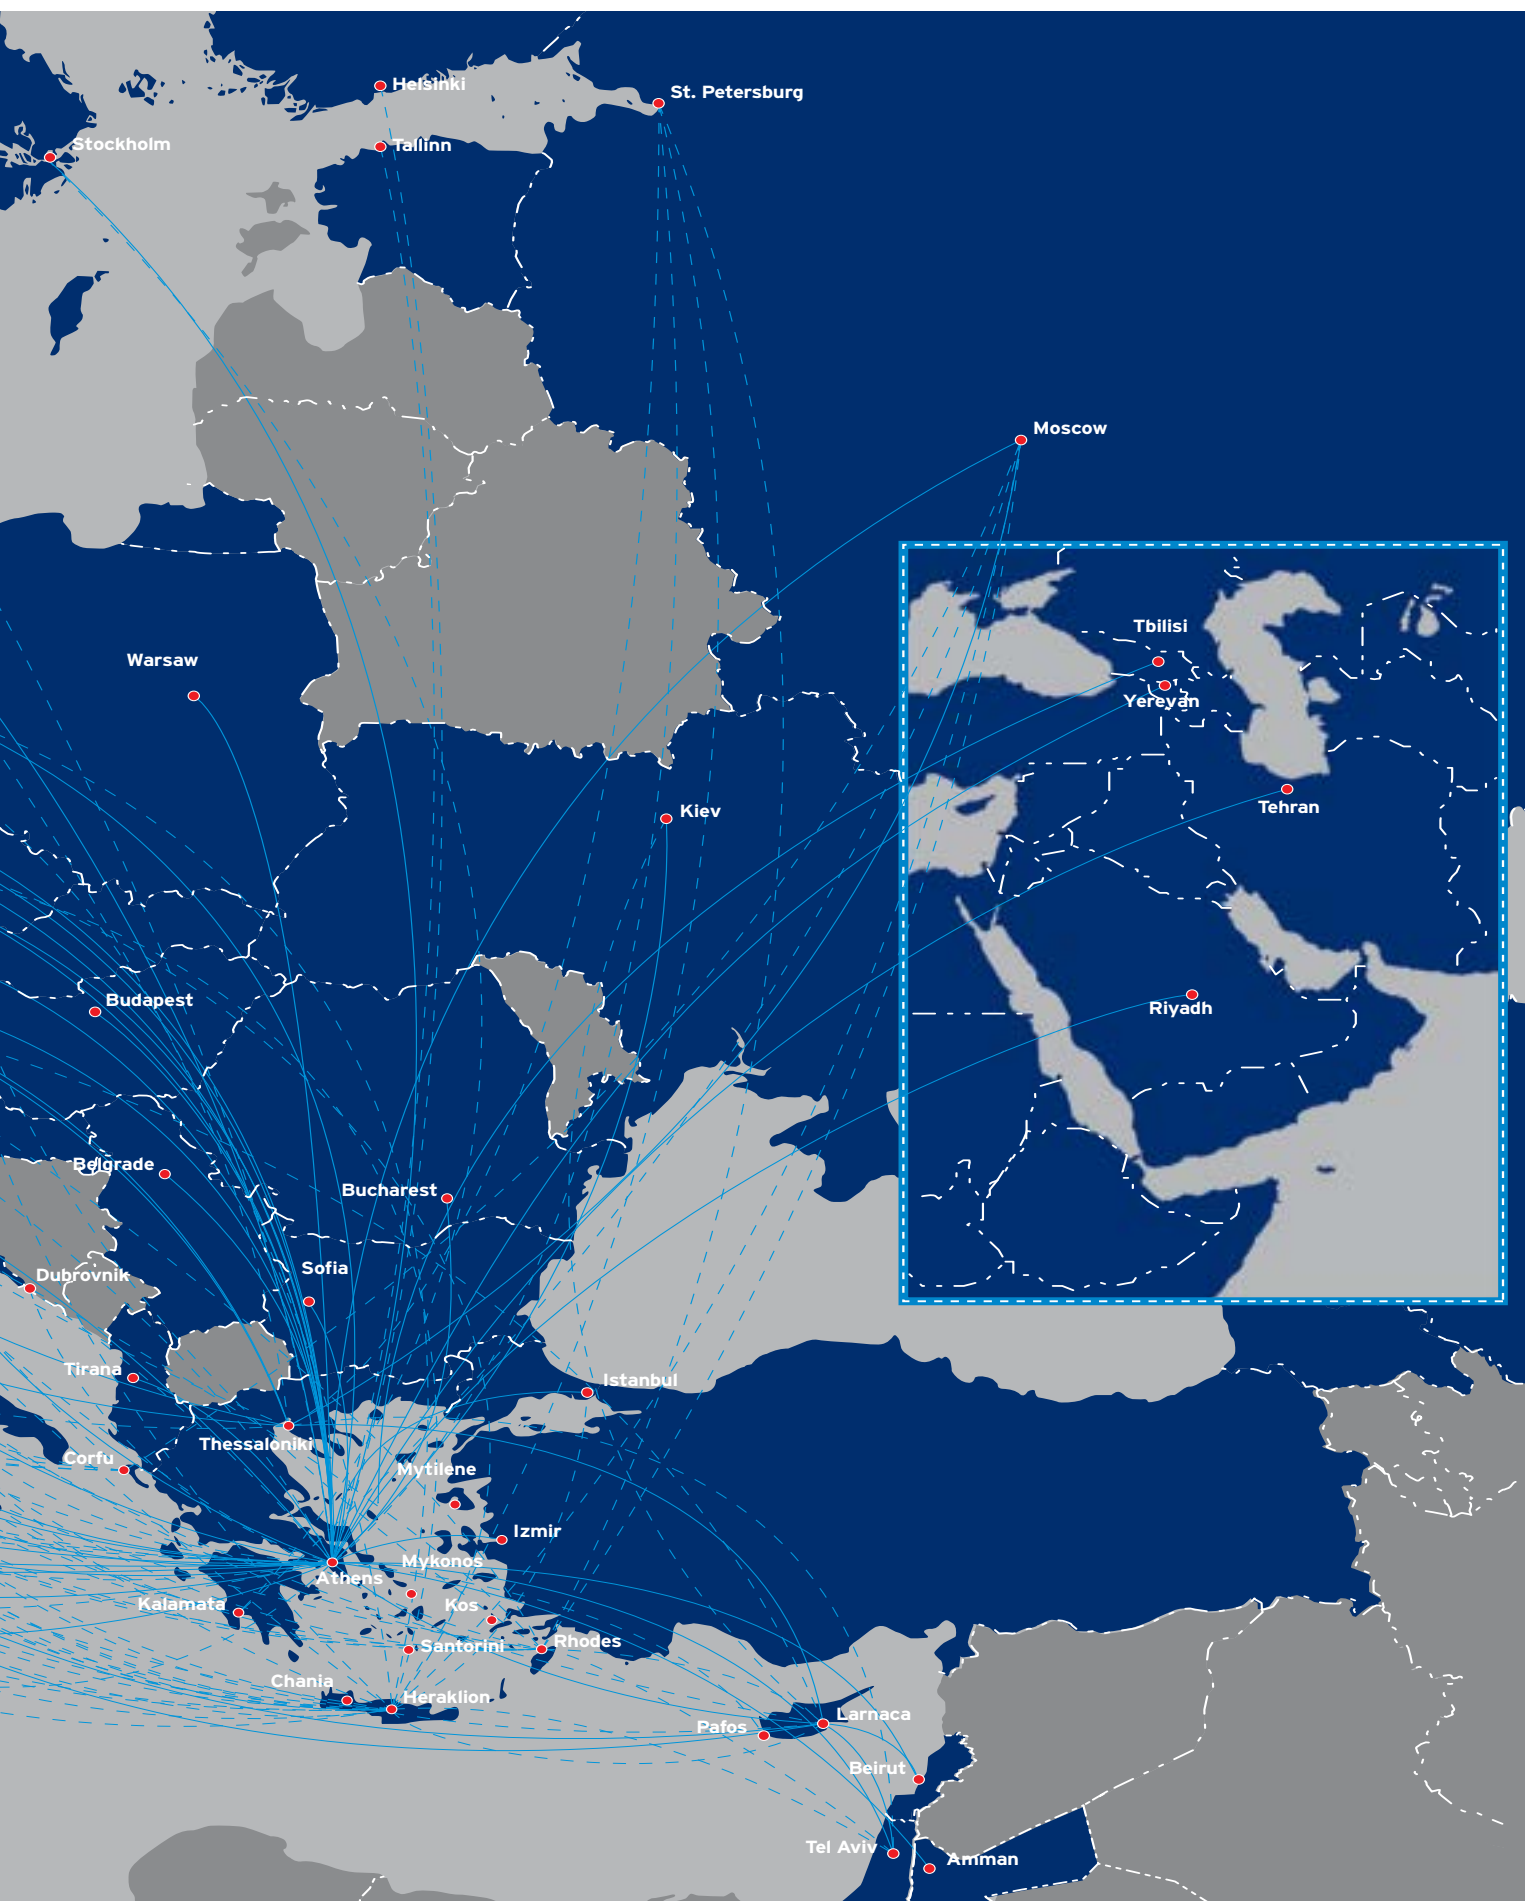 Helsinki
St. Petersburg
Stockholm
Tallinn
Moscow
Tbilisi
Warsaw
Yerevan
Tehran
Kiev
Budapest
Riyadh
Belgrade
Bucharest
Sofia
Dubrovnik
Tirana
Istanbul
Thessaloniki
Corfu
Mytilene
Izmir
Mykonos
Athens
Kalamata
Kos
Santorini
Rhodes
Chania
Heraklion
Larnaca
Pafos
Beirut
Tel Aviv
Amman